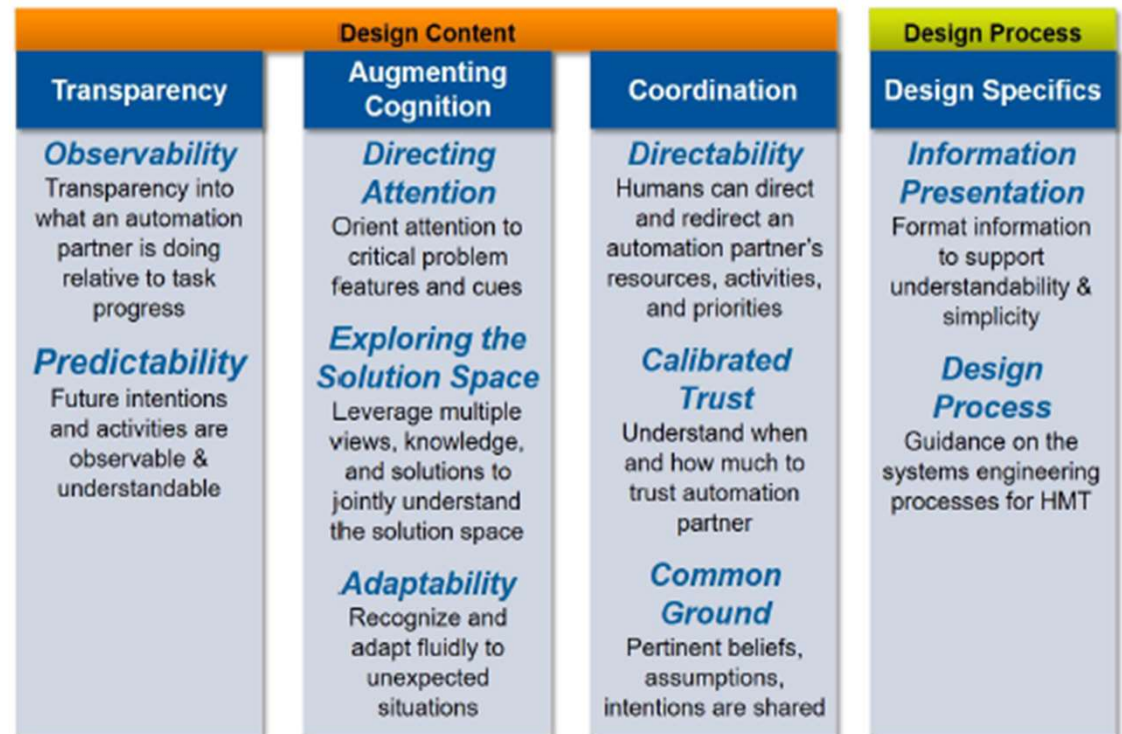 Design Content
Transparency
Observability
Transparency into
what an automation
partner is doing
relative to task
progress
Predictability
Future intentions
and activities are
observable &
understandable
Augmenting
Cognition
Directing
Attention
Orient attention to
critical problem
features and cues
Exploring the
Solution Space
Leverage multiple
views, knowledge,
and solutions to
jointly understand
the solution space
Adaptability
Recognize and
adapt fluidly to
unexpected
situations
Coordination
Directability
Humans can direct
and redirect an
automation partner's
resources, activities,
and priorities
Calibrated
Trust
Understand when
and how much to
trust automation
partner
Common
Ground
Pertinent beliefs,
assumptions,
intentions are shared
Design Process
Design Specifics
Information
Presentation
Format information
to support
understandability &
simplicity
Design
Process
Guidance on the
systems engineering
processes for HMT